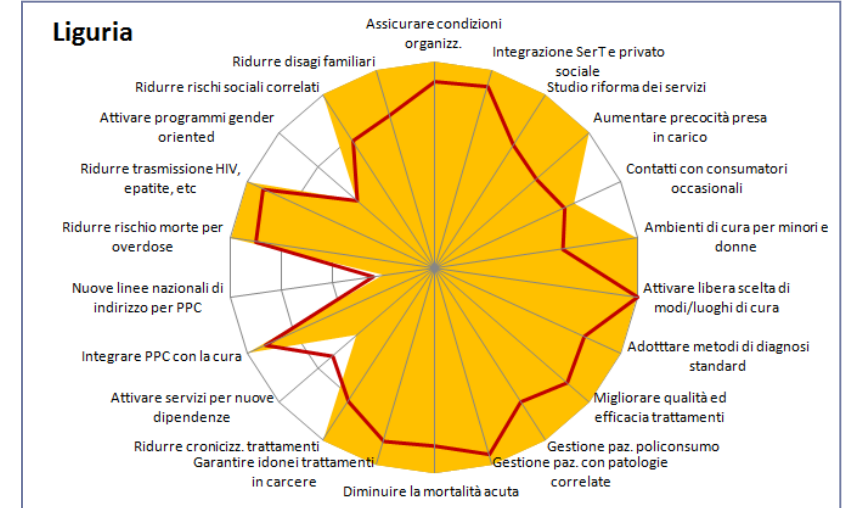 Liguria
Assicurare condizioni
organizz.
Integrazione SerT e privato
sociale
Studio riforma dei servizi
Aumentare precocità presa
in carico
Contatti con consumatori
occasionali
Ambienti di cura per minori e
donne
Attivare libera scelta di
modi/luoghi di cura
Adotttare metodi di diagnosi
standard
Migliorare qualità ed
efficacia trattamenti
Gestione paz. policonsumo
Gestione paz. con patologie
correlate
Diminuire la mortalità acuta
Garantire idonei trattamenti
in carcere
Ridurre cronicizz. trattamenti
Attivare servizi per nuove
dipendenze
Integrare PPC con la cura
Nuove linee nazionali di
indirizzo per PPC
Ridurre rischio morte per
overdose
Ridurre trasmissione HIV,
epatite, etc
Attivare programmi gender
oriented
Ridurre rischi sociali correlati
Ridurre disagi familiari